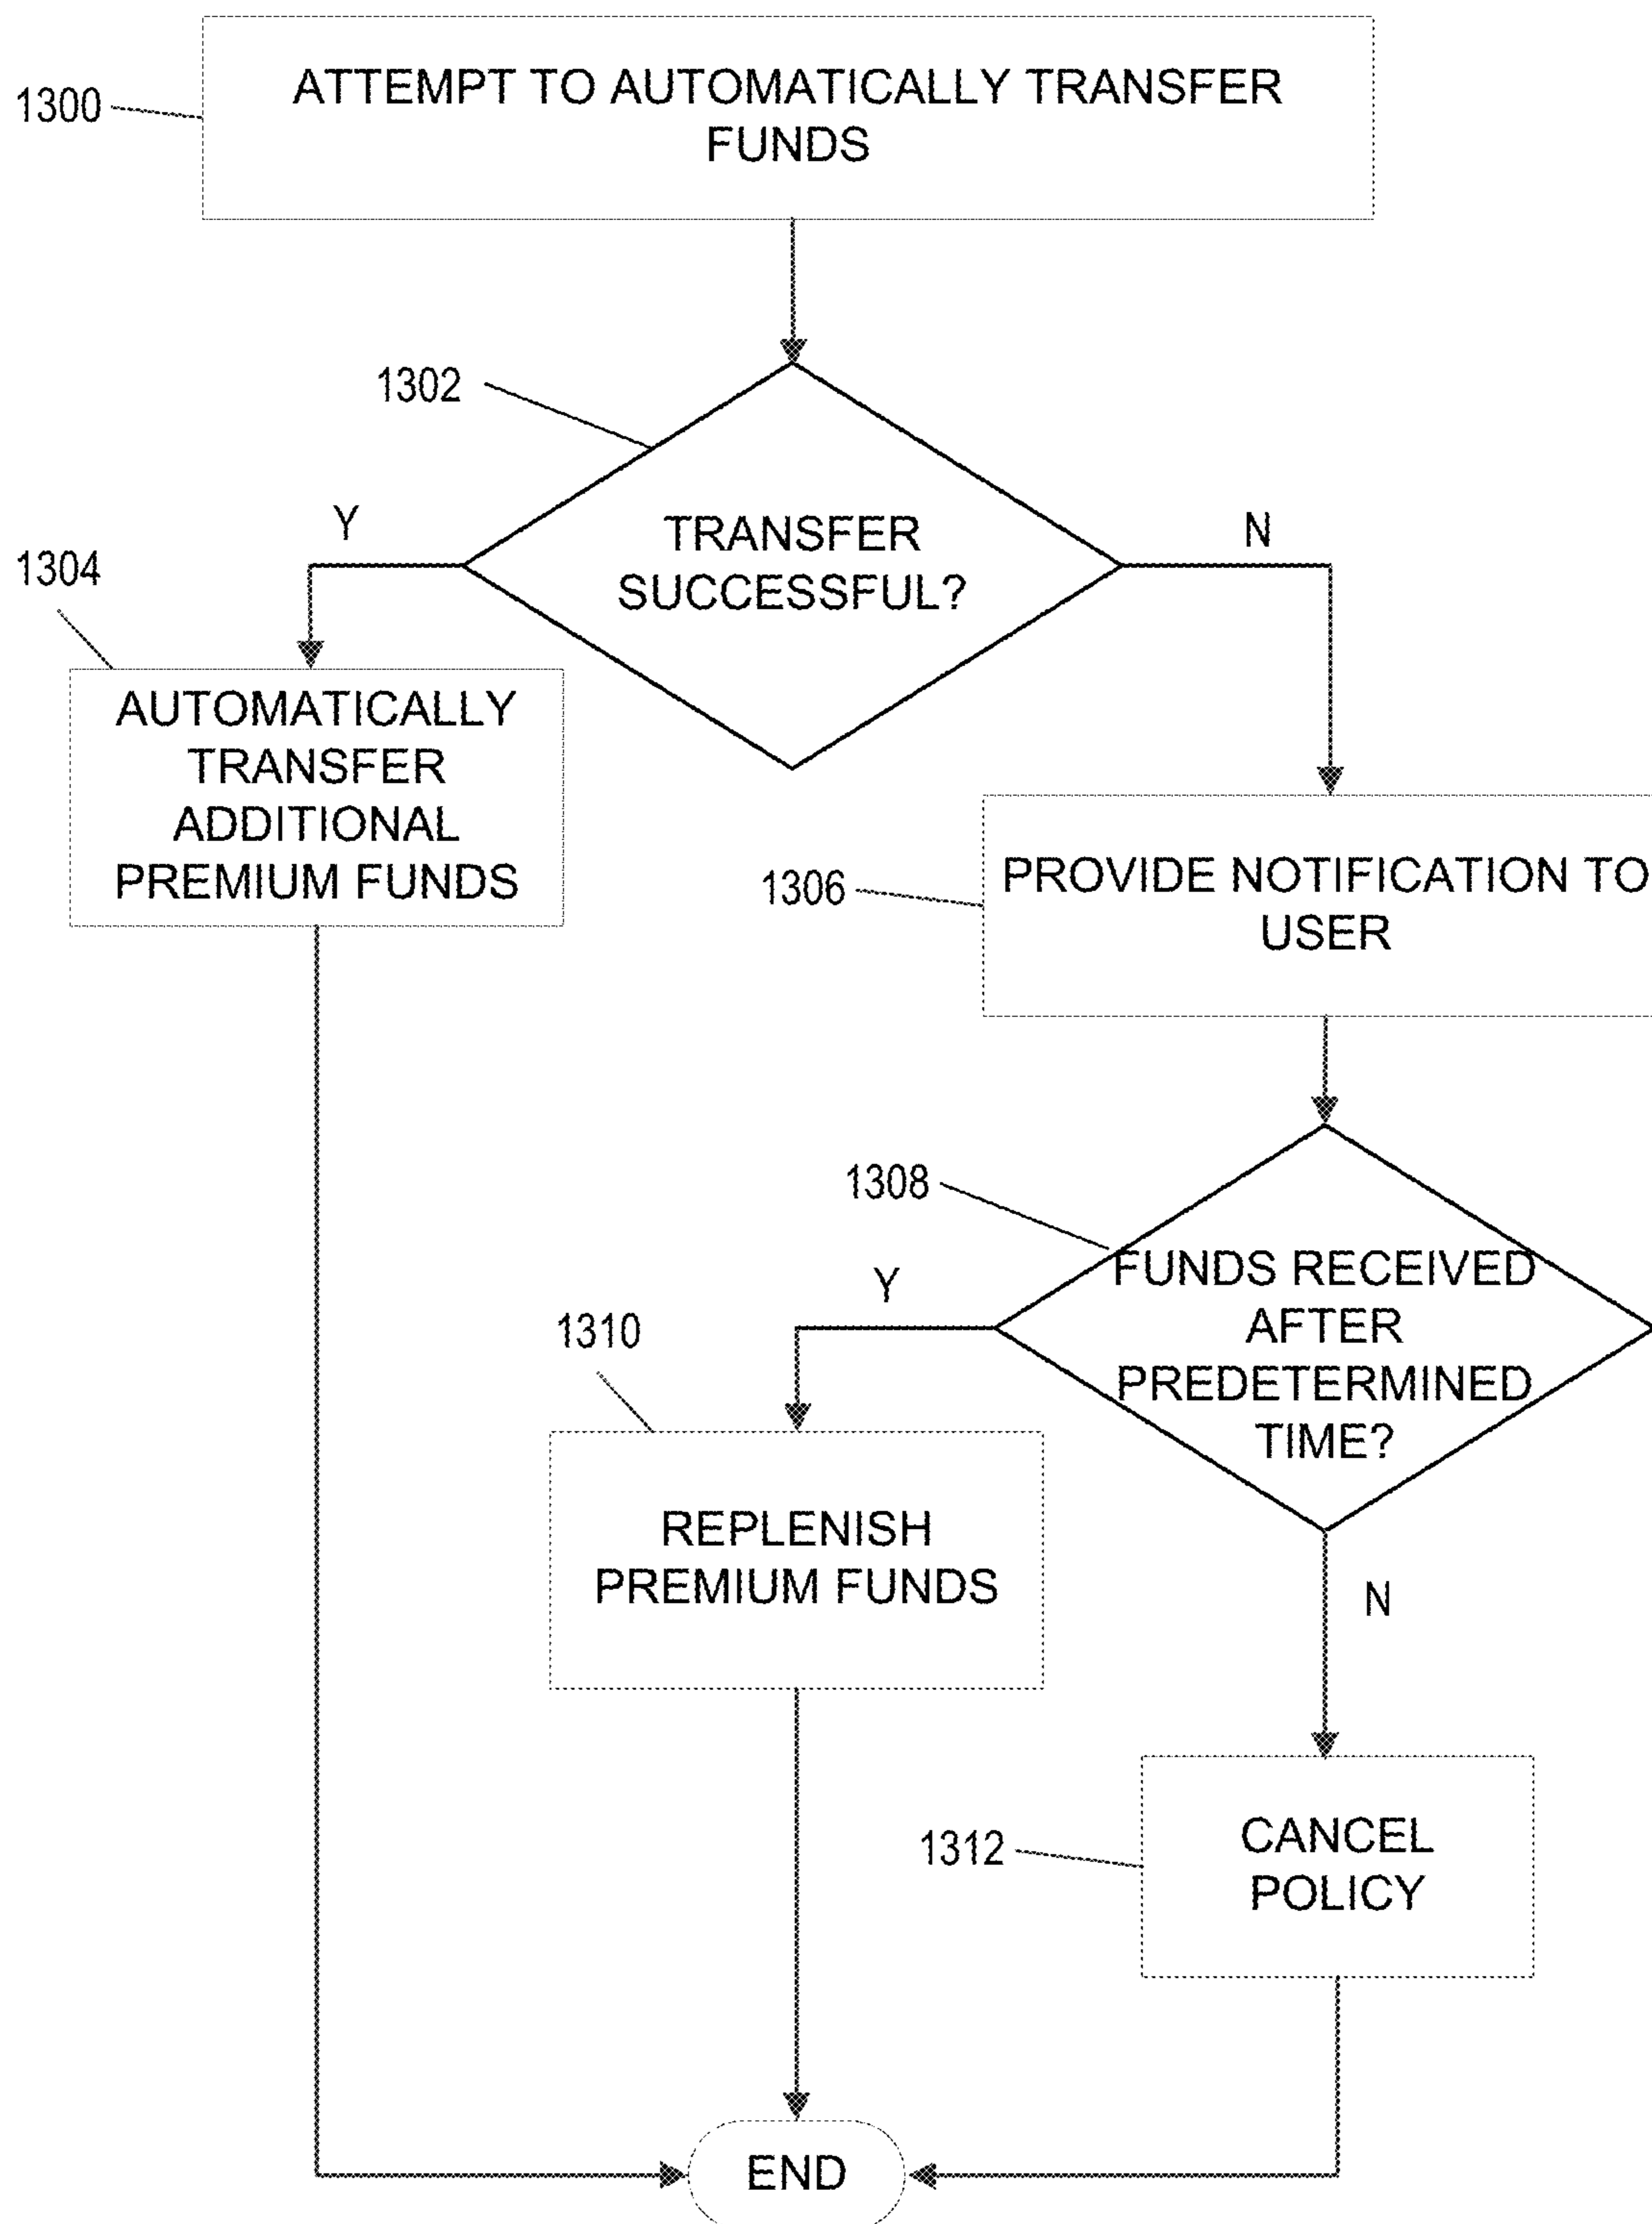 1300
ATTEMPT TO AUTOMATICALLY TRANSFER
FUNDS
1302
TRANSFER
SUCCESSFUL?
Y
N
1304
AUTOMATICALLY
TRANSFER
ADDITIONAL
PREMIUM FUNDS
1306
PROVIDE NOTIFICATION TO
USER
1308
FUNDS RECEIVED
AFTER
PREDETERMINED
TIME?
Y
1310
REPLENISH
PREMIUM FUNDS
N
1312
CANCEL
POLICY
END